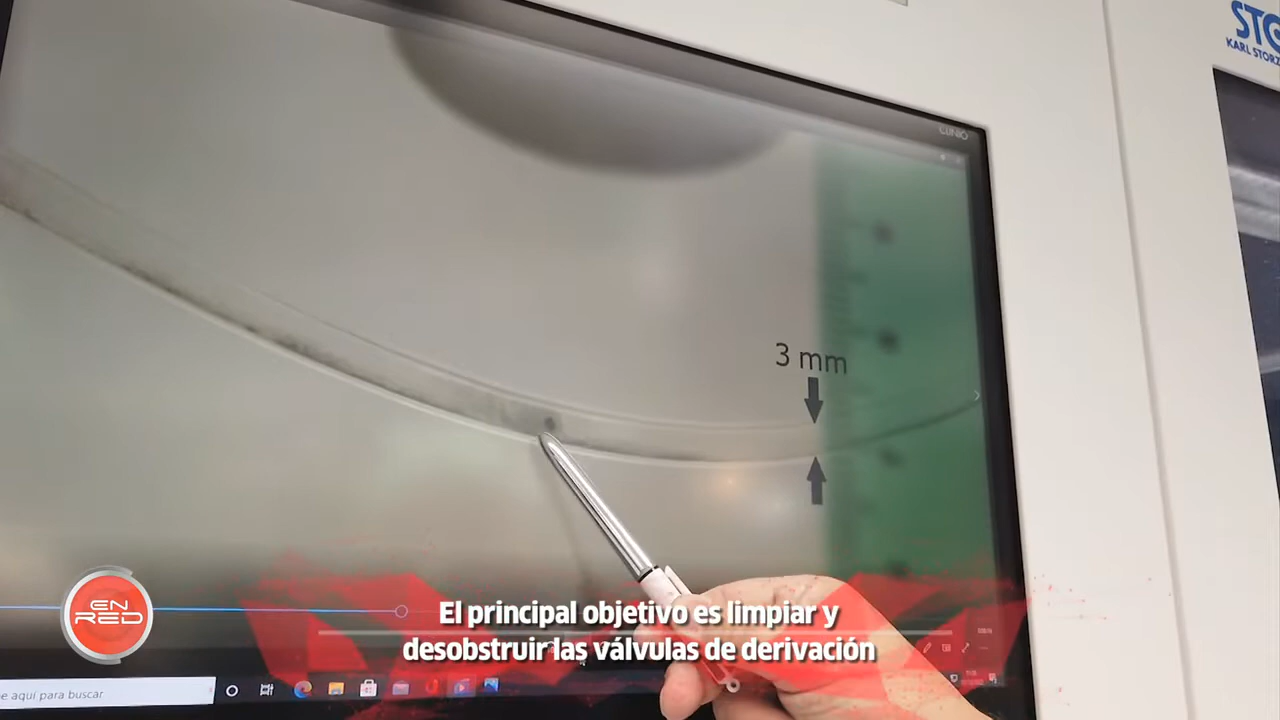 STO
KARL STORZ
CLINIO
3 mm
EN
RED
El principal objetivo es limpiar y
desobstruir las válvulas de derivación
e aquí para buscar